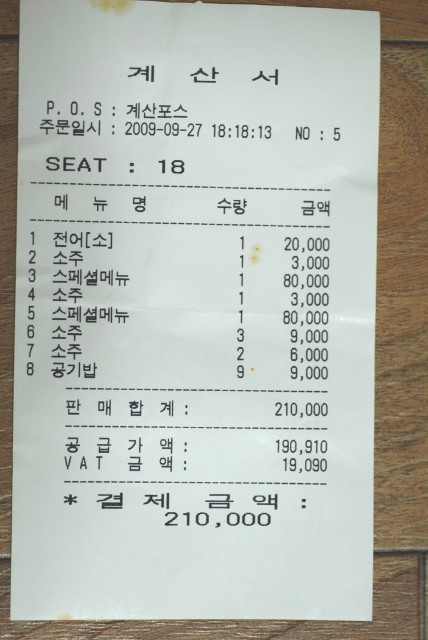 계 산 서
P. O. S : 계산포스
주문일시 : 2009-09-27 18:18:13 NO : 5
SEAT : 18
메 뉴 명 수량 금액
1 전어[소] 1 20,000
2 소주 1 3,000
3 스페셜메뉴 1 80,000
4 소주 1 3,000
5 스페셜메뉴 1 80,000
6 소주 3 9,000
7 소주 2 6,000
8 공기밥 9 9,000
판 매 합 계 : 210,000
공 급 가 액 : 190,910
V A T 금 액 : 19,090
* 결 제 금 액 :
210,000